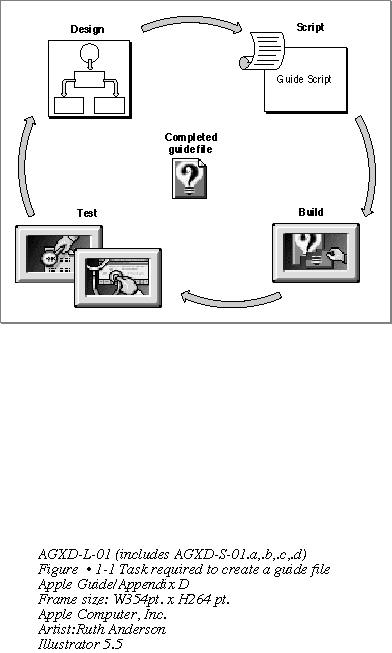 Design
Script
Guide Script
Completed
guide file
Test
Build
AGXD-L-01 (includes AGXD-S-01.a,.b,.c,.d)
Figure • 1-1 Task required to create a guide file
Apple Guide/Appendix D
Frame size: W354pt. x H264 pt.
Apple Computer, Inc.
Artist:Ruth Anderson
Illustrator 5.5